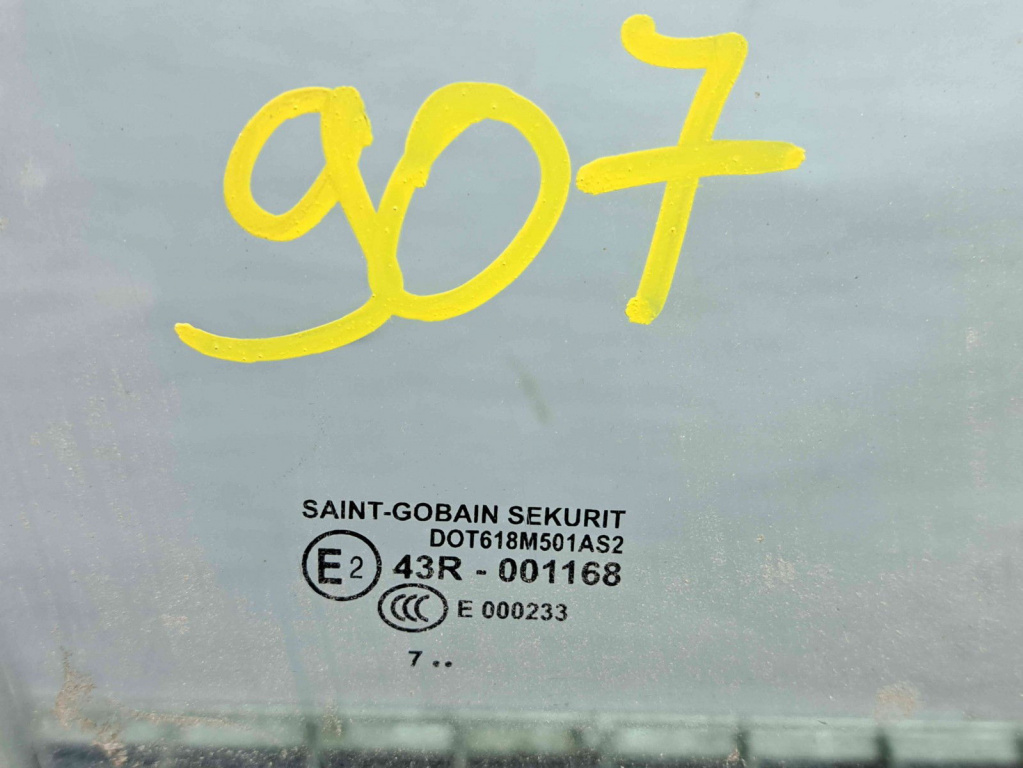 907
SAINT-GOBAIN SEKURIT
DOT618M501AS2
E2 43R - 001168
CCC E 000233
7 ..